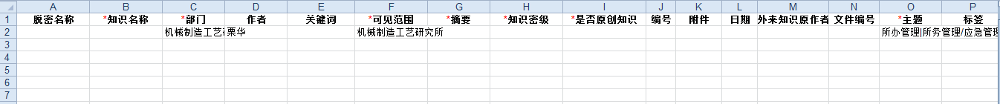 A B C D E F G H I J K L M N O P
1 脱密名称 *知识名称 *部门 作者 关键词 *可见范围 *摘要 *知识密级 *是否原创知识 编号 附件 日期 外来知识原作者 文件编号 *主题 标签
2 机械制造工艺 栗华 机械制造工艺研究所 所办管理|所务管理/应急管理
3
4
5
6
7